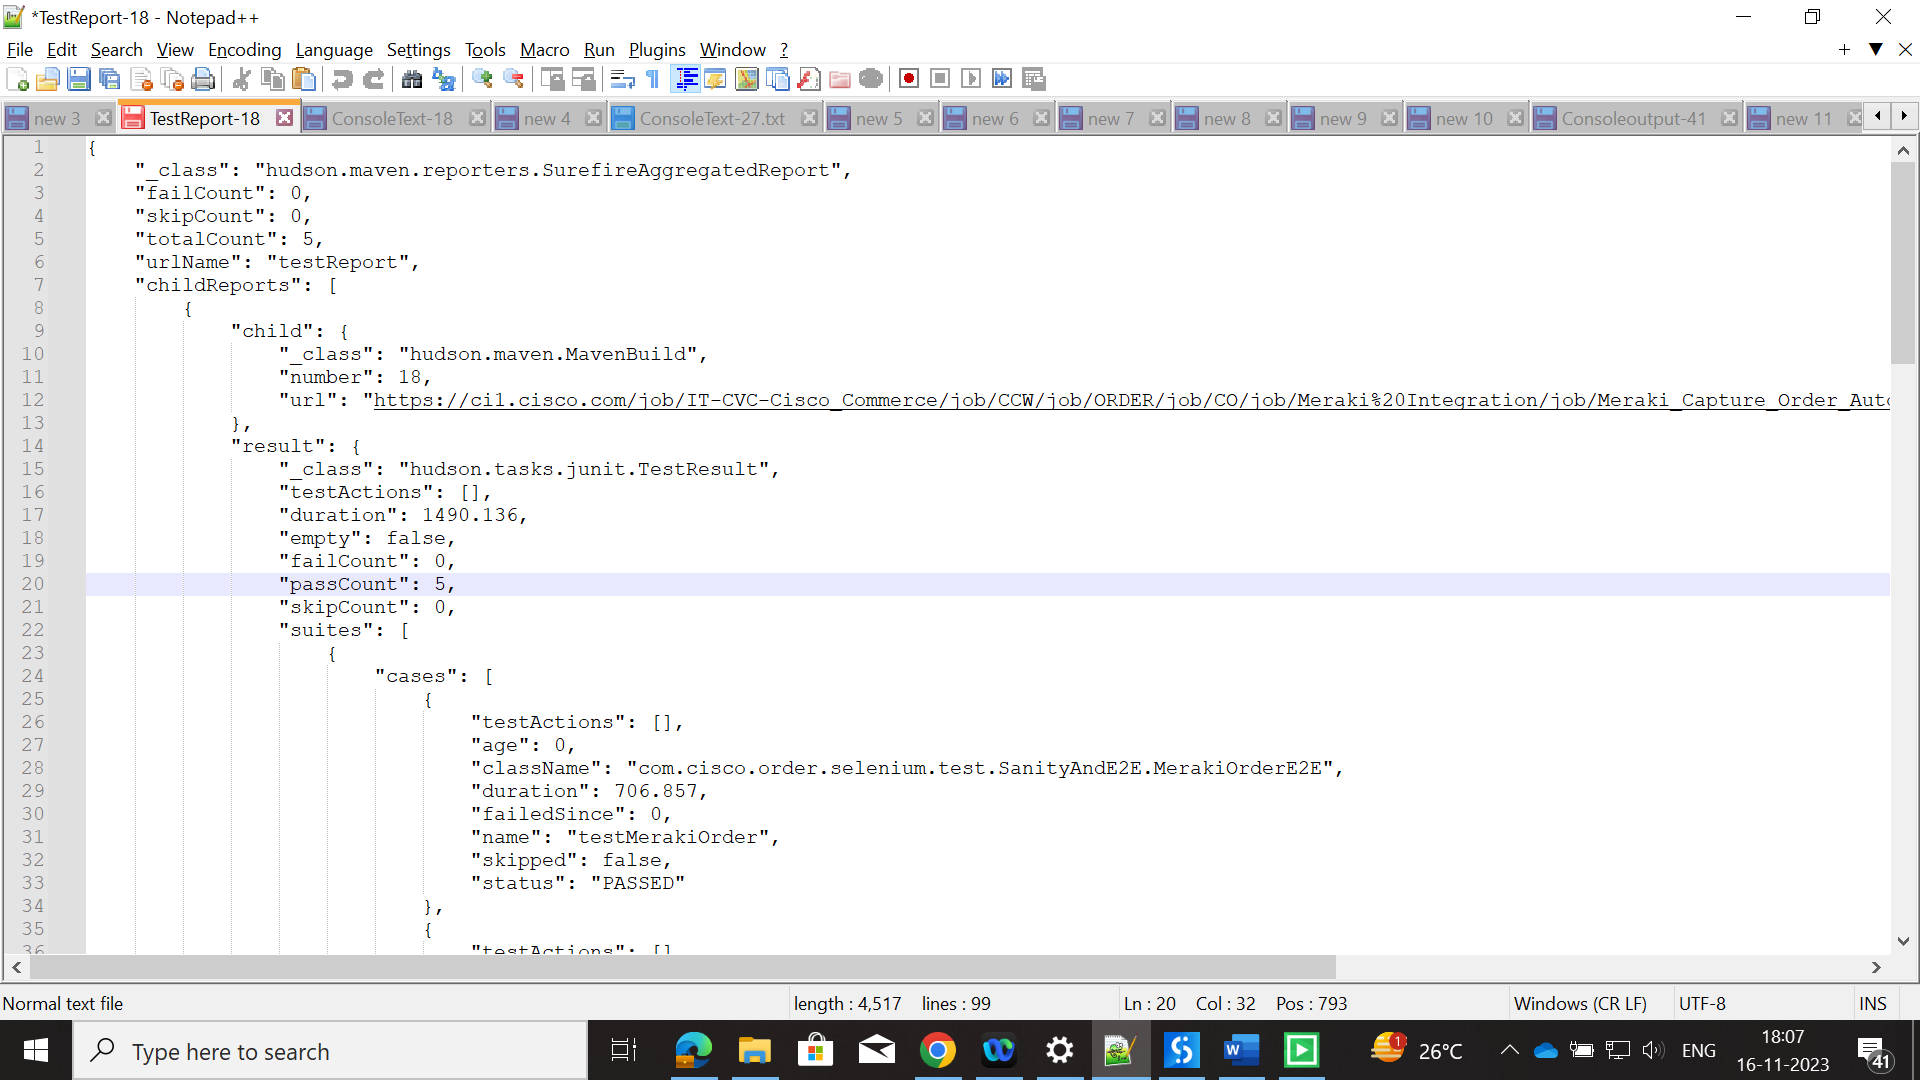 *TestReport-18 - Notepad++
File Edit Search View Encoding Language Settings Tools Macro Run Plugins Window ?
new 3 TestReport-18 ConsoleText-18 new 4 ConsoleText-27.txt new 5 new 6 new 7 new 8 new 9 new 10 Consoleoutput-41 new 11
1 {
2 "_class": "hudson.maven.reporters.SurefireAggregatedReport",
3 "failCount": 0,
4 "skipCount": 0,
5 "totalCount": 5,
6 "urlName": "testReport",
7 "childReports": [
8 {
9 "child": {
10 "_class": "hudson.maven.MavenBuild",
11 "number": 18,
12 "url": "https://ci1.cisco.com/job/IT-CVC-Cisco_Commerce/job/CCW/job/ORDER/job/CO/job/Meraki%20Integration/job/Meraki_Capture_Order_Auto
13 },
14 "result": {
15 "_class": "hudson.tasks.junit.TestResult",
16 "testActions": [],
17 "duration": 1490.136,
18 "empty": false,
19 "failCount": 0,
20 "passCount": 5,
21 "skipCount": 0,
22 "suites": [
23 {
24 "cases": [
25 {
26 "testActions": [],
27 "age": 0,
28 "className": "com.cisco.order.selenium.test.SanityAndE2E.MerakiOrderE2E",
29 "duration": 706.857,
30 "failedSince": 0,
31 "name": "testMerakiOrder",
32 "skipped": false,
33 "status": "PASSED"
34 },
35 {
36 "testActions": []
Normal text file length : 4,517 lines : 99 Ln : 20 Col : 32 Pos : 793 Windows (CR LF) UTF-8 INS
Type here to search
1 26°C ENG
18:07
16-11-2023
41